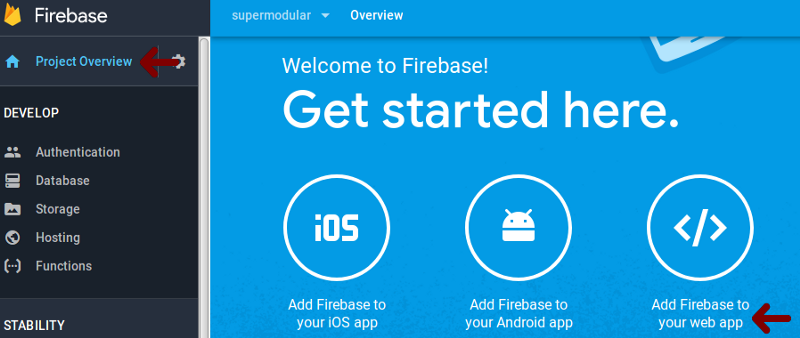 Firebase
supermodular
Overview
Project Overview
DEVELOP
Authentication
Database
Storage
Hosting
Functions
STABILITY
Welcome to Firebase!
Get started here.
iOS
Add Firebase to
your iOS app
Add Firebase to
your Android app
</>
Add Firebase to
your web app